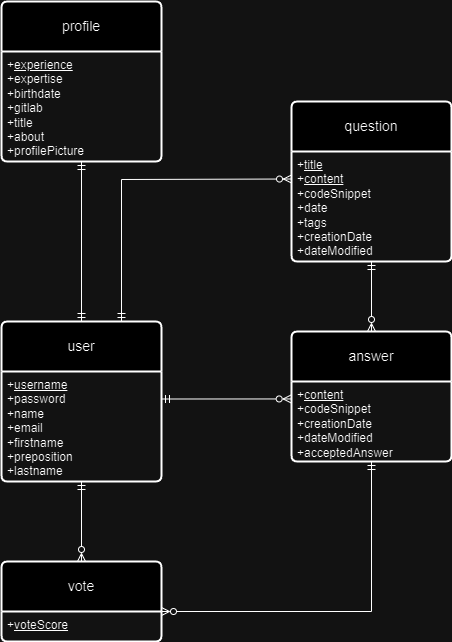 profile
+experience
+expertise
+birthdate
+gitlab
+title
+about
+profilePicture
question
+title
+content
+codeSnippet
+date
+tags
+creationDate
+dateModified
user
+username
+password
+name
+email
+firstname
+preposition
+lastname
answer
+content
+codeSnippet
+creationDate
+dateModified
+acceptedAnswer
vote
+voteScore